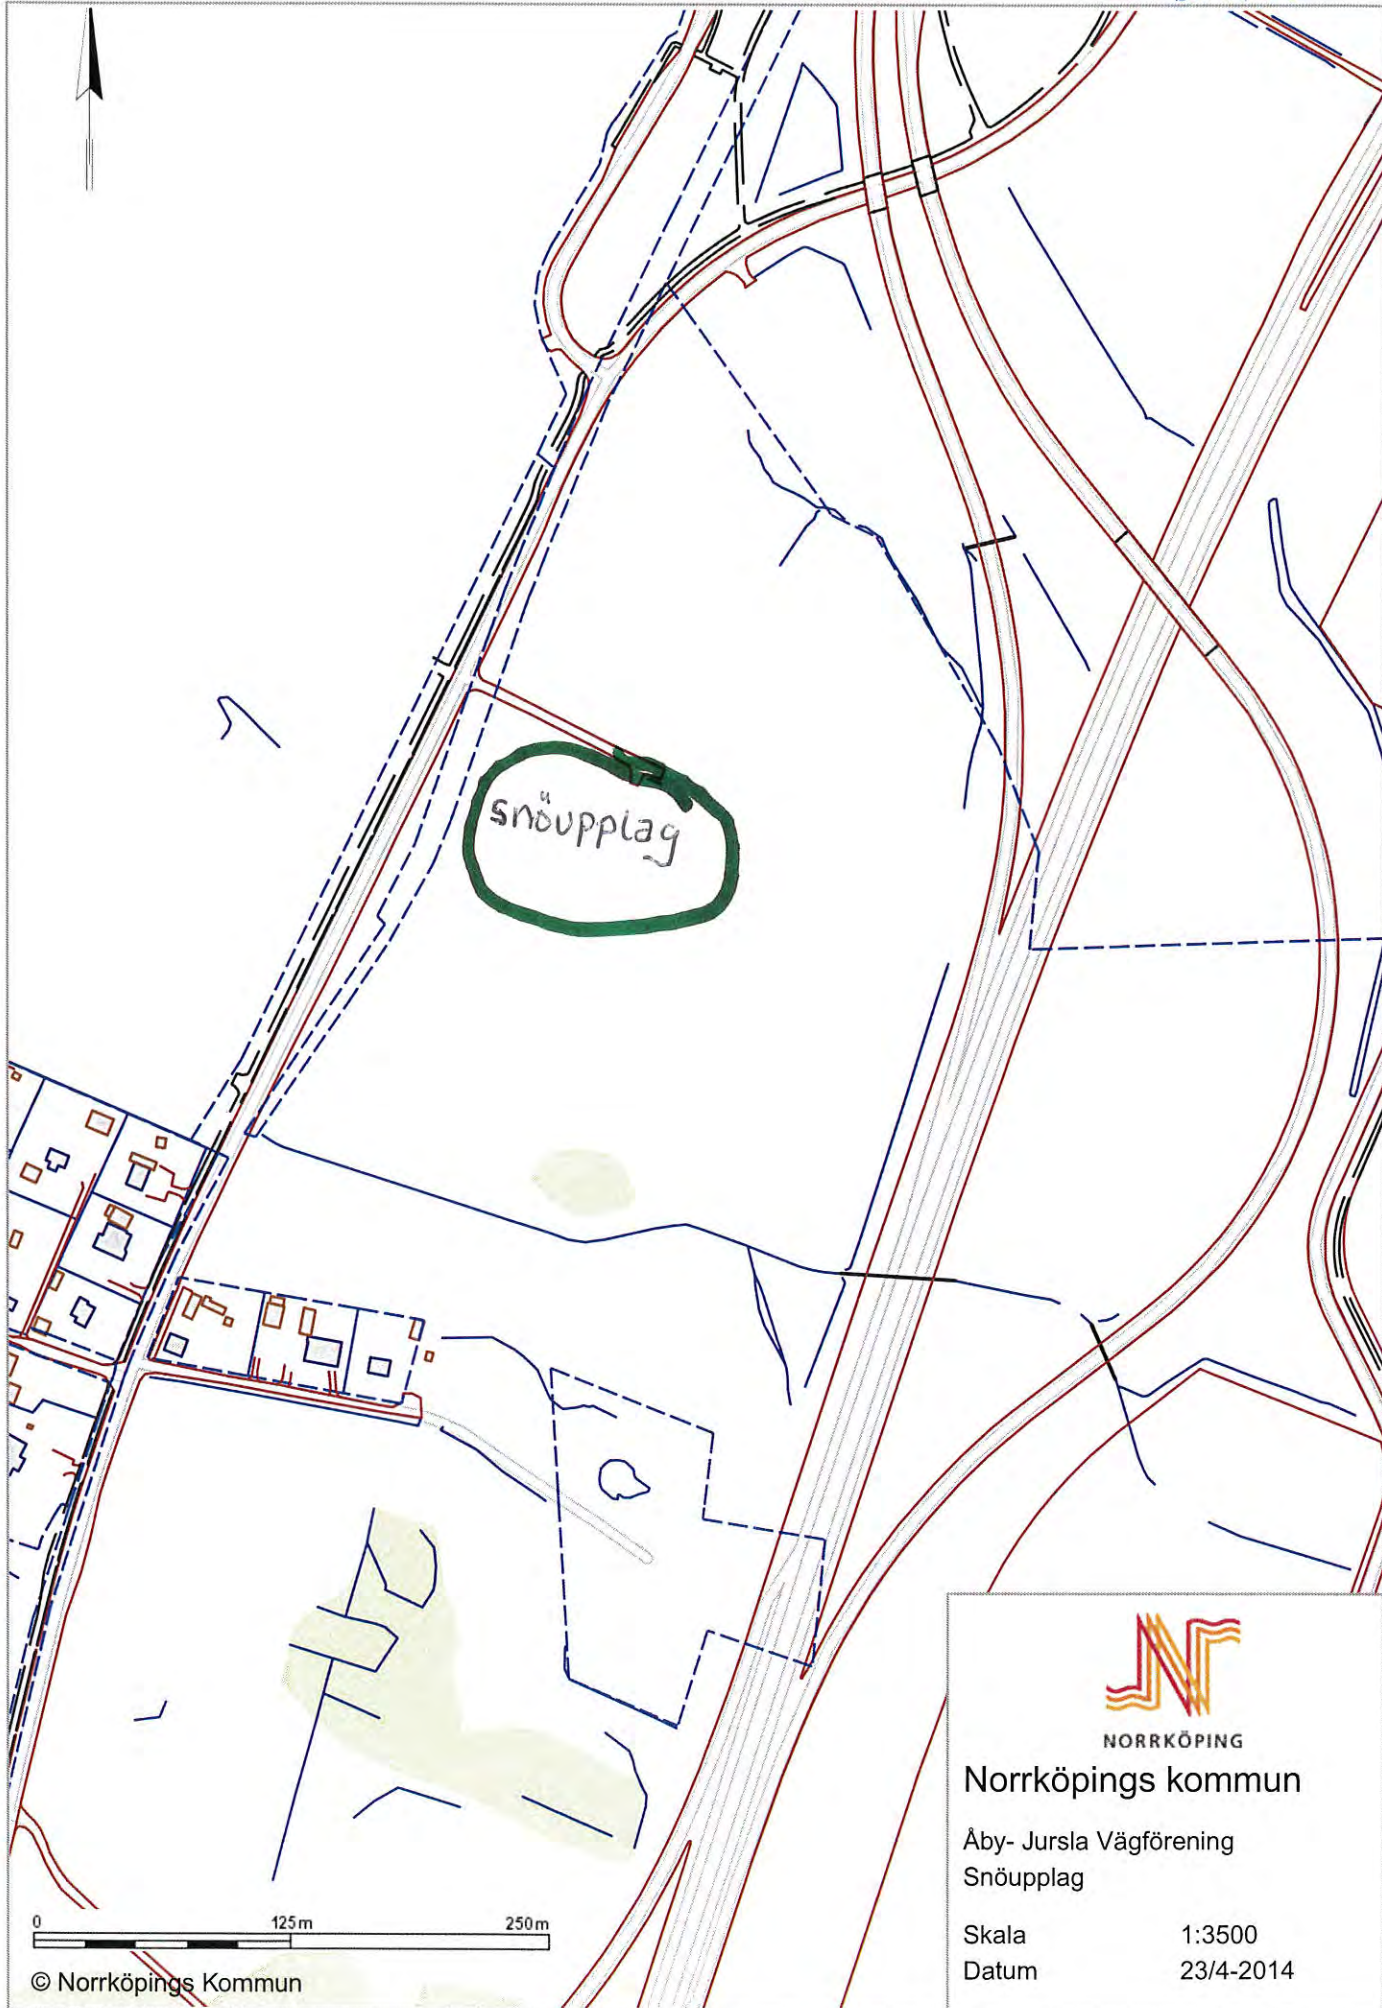 snöupplag
NORRKÖPING
Norrköpings kommun
Åby- Jursla Vägförening
Snöupplag
Skala 1:3500
Datum 23/4-2014
0 125m 250m
© Norrköpings Kommun